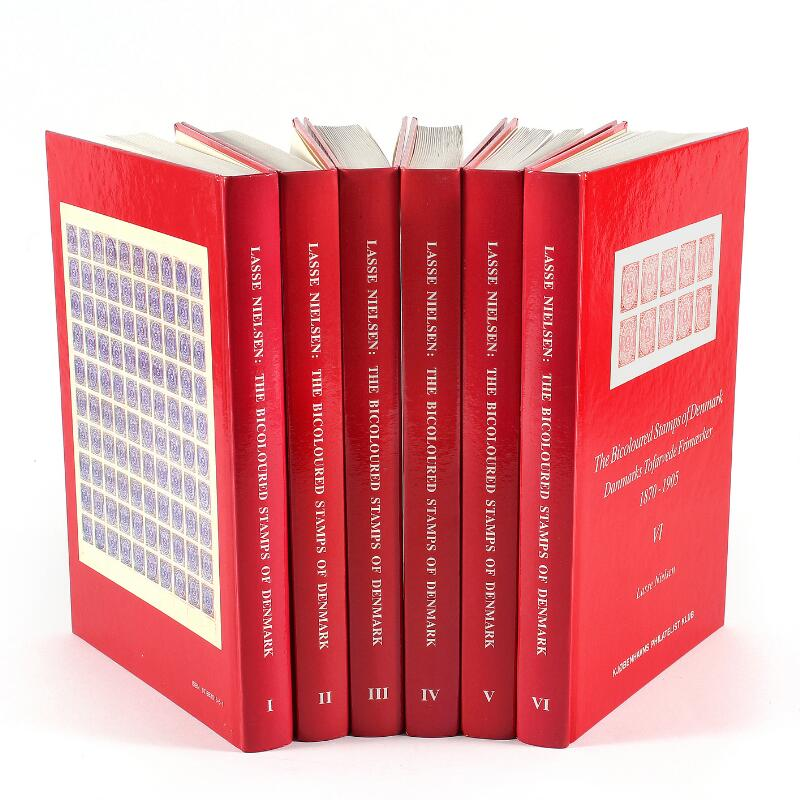 LASSE NIELSEN: THE BICOLOURED STAMPS OF DENMARK
I
LASSE NIELSEN: THE BICOLOURED STAMPS OF DENMARK
II
LASSE NIELSEN: THE BICOLOURED STAMPS OF DENMARK
III
LASSE NIELSEN: THE BICOLOURED STAMPS OF DENMARK
IV
LASSE NIELSEN: THE BICOLOURED STAMPS OF DENMARK
V
LASSE NIELSEN: THE BICOLOURED STAMPS OF DENMARK
VI
The Bicoloured Stamps of Denmark
Danmarks Tofarvede Frimærker
1870 - 1905
VI
Lasse Nielsen
KJØBENHAVNS PHILATELIST KLUB